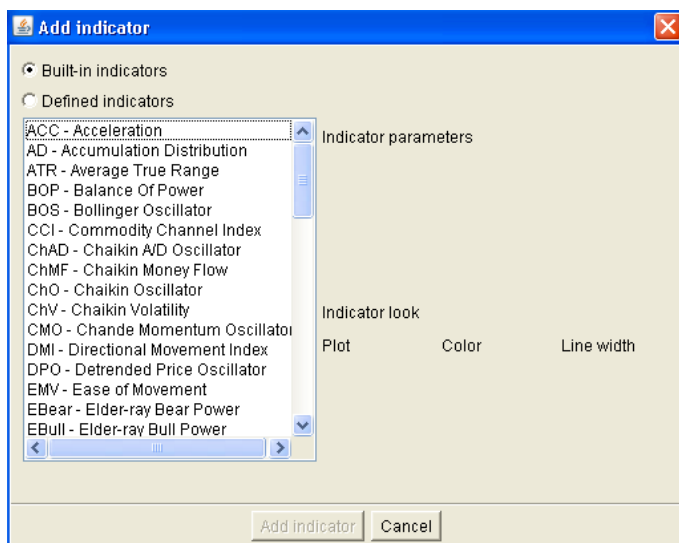 Add indicator
Built-in indicators
Defined indicators
ACC - Acceleration
AD - Accumulation Distribution
ATR - Average True Range
BOP - Balance Of Power
BOS - Bollinger Oscillator
CCI - Commodity Channel Index
ChAD - Chaikin A/D Oscillator
ChMF - Chaikin Money Flow
ChO - Chaikin Oscillator
ChV - Chaikin Volatility
CMO - Chande Momentum Oscillator
DMI - Directional Movement Index
DPO - Detrended Price Oscillator
EMV - Ease of Movement
EBear - Elder-ray Bear Power
EBull - Elder-ray Bull Power
Indicator parameters
Indicator look
Plot Color Line width
Add indicator Cancel